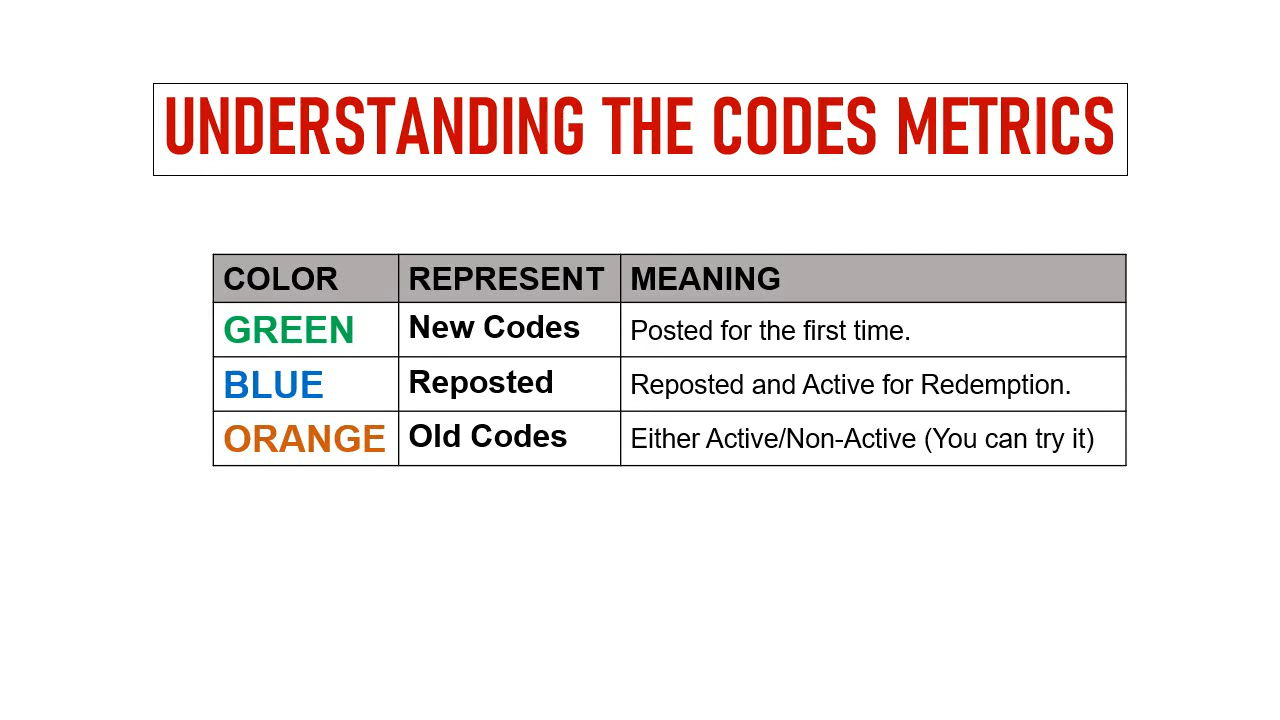 UNDERSTANDING THE CODES METRICS
COLOR REPRESENT MEANING
GREEN New Codes Posted for the first time.
BLUE Reposted Reposted and Active for Redemption.
ORANGE Old Codes Either Active/Non-Active (You can try it)